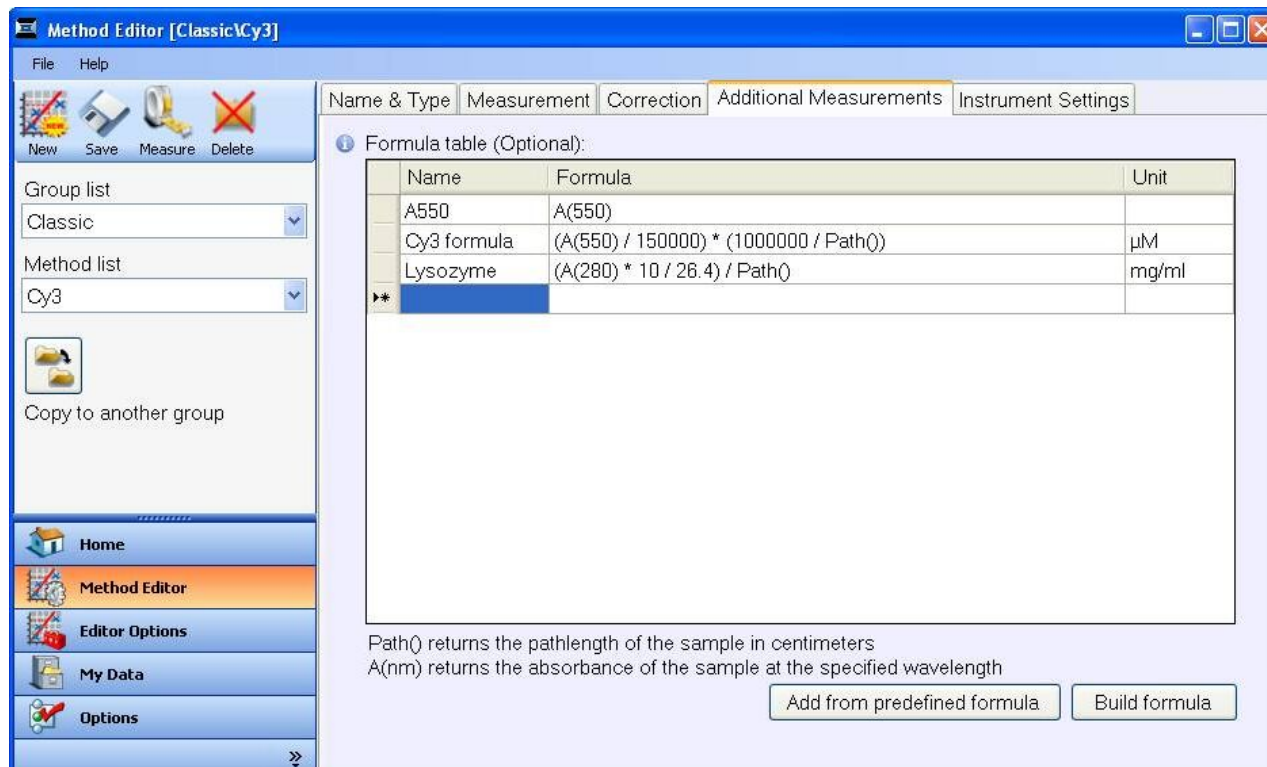 Method Editor [Classic\Cy3]
File Help
New Save Measure Delete
Group list
Classic
Method list
Cy3
Copy to another group
Home
Method Editor
Editor Options
My Data
Options
Name & Type Measurement Correction Additional Measurements Instrument Settings
Formula table (Optional):
Name Formula Unit
A550 A(550)
Cy3 formula (A(550) / 150000) * (1000000 / Path()) µM
Lysozyme (A(280) * 10 / 26.4) / Path() mg/ml
Path() returns the pathlength of the sample in centimeters
A(nm) returns the absorbance of the sample at the specified wavelength
Add from predefined formula Build formula